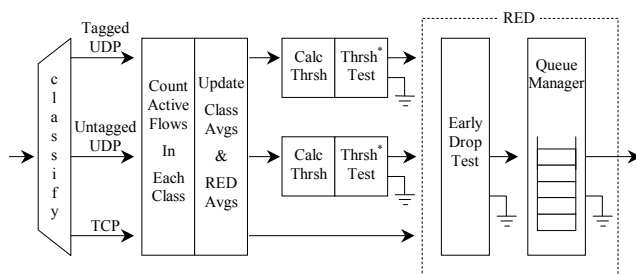 Tagged
UDP
Untagged
UDP
TCP
classify
Count
Active
Flows
In
Each
Class
Update
Class
Avgs
&
RED
Avgs
Calc
Thrsh
Thrsh*
Test
Calc
Thrsh
Thrsh*
Test
RED
Early
Drop
Test
Queue
Manager